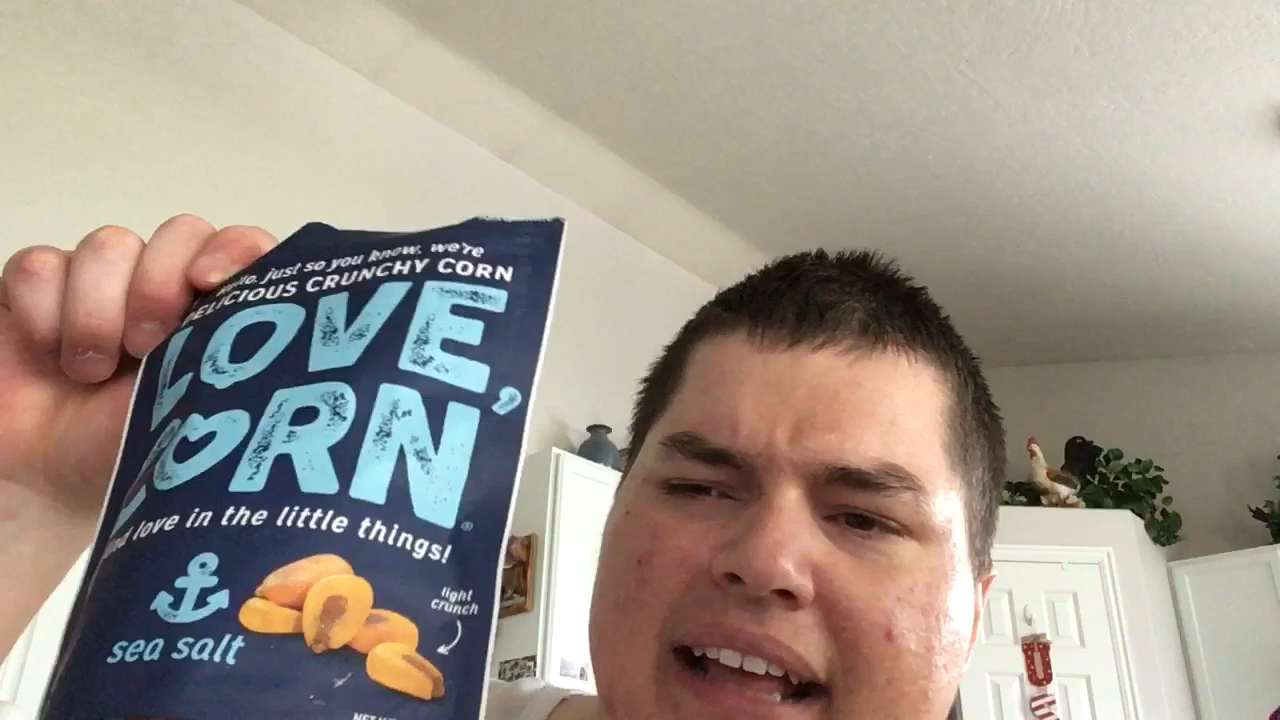 just so you know, we're
DELICIOUS CRUNCHY CORN
LOVE,
CORN®
love in the little things!
light
crunch
sea salt